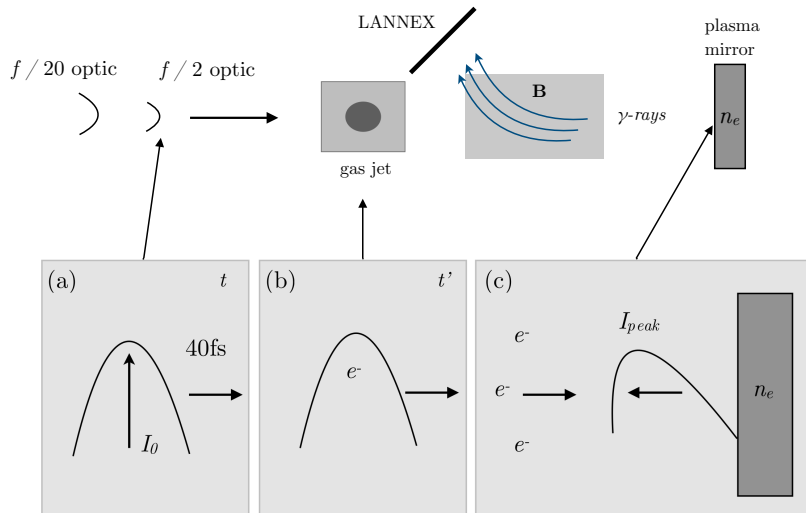 LANNEX
plasma
mirror
f / 20 optic
f / 2 optic
B
γ-rays
n_e
gas jet
(a)
t
40fs
I_0
(b)
t'
e-
(c)
e-
e-
e-
I_peak
n_e